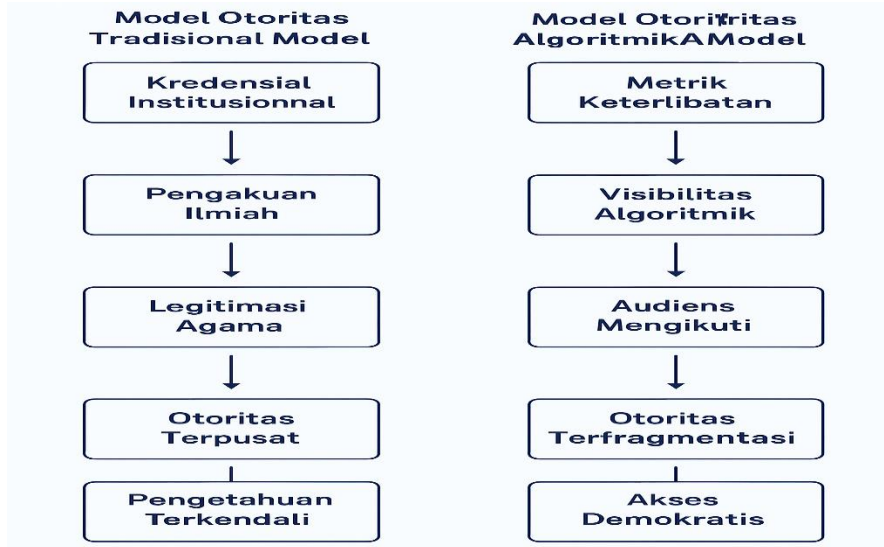 Model Otoritas
Tradisional Model
Kredensial
Institusionnal
Pengakuan
Ilmiah
Legitimasi
Agama
Otoritas
Terpusat
Pengetahuan
Terkendali
Model
AlgoritmikAModel
Metrik
Keterlibatan
Visibilitas
Algoritmik
Audiens
Mengikuti
Otoritas
Terfragmentasi
Akses
Demokratis